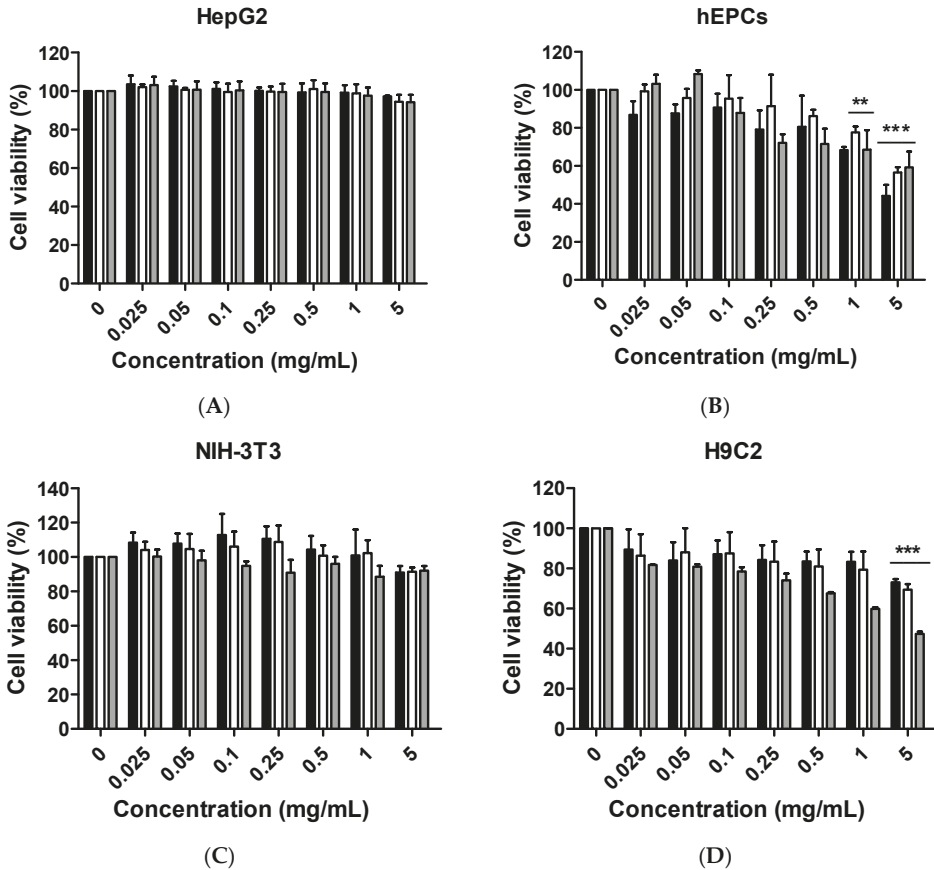 HepG2
Cell viability (%)
120
100
80
60
40
20
0
0 0.025 0.05 0.1 0.25 0.5 1 5
Concentration (mg/mL)
(A)
hEPCs
Cell viability (%)
120
100
80
60
40
20
0
** ***
0 0.025 0.05 0.1 0.25 0.5 1 5
Concentration (mg/mL)
(B)
NIH-3T3
Cell viability (%)
140
120
100
80
60
40
20
0
0 0.025 0.05 0.1 0.25 0.5 1 5
Concentration (mg/mL)
(C)
H9C2
Cell viability (%)
120
100
80
60
40
20
0
***
0 0.025 0.05 0.1 0.25 0.5 1 5
Concentration (mg/mL)
(D)